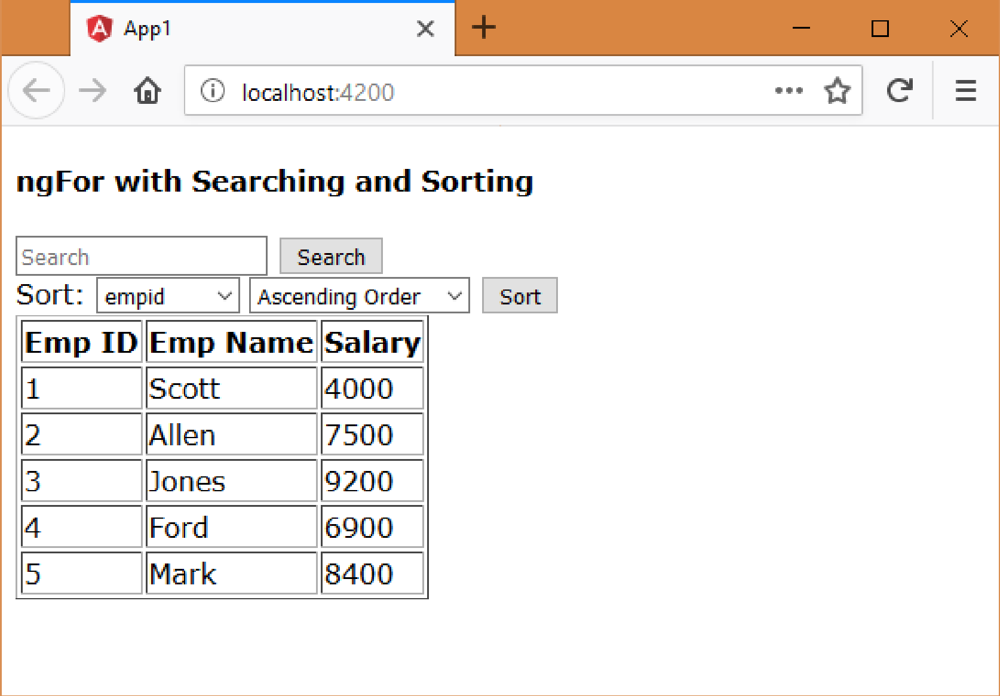 App1
localhost:4200
ngFor with Searching and Sorting
Search Search
Sort: empid Ascending Order Sort
Emp ID Emp Name Salary
1 Scott 4000
2 Allen 7500
3 Jones 9200
4 Ford 6900
5 Mark 8400